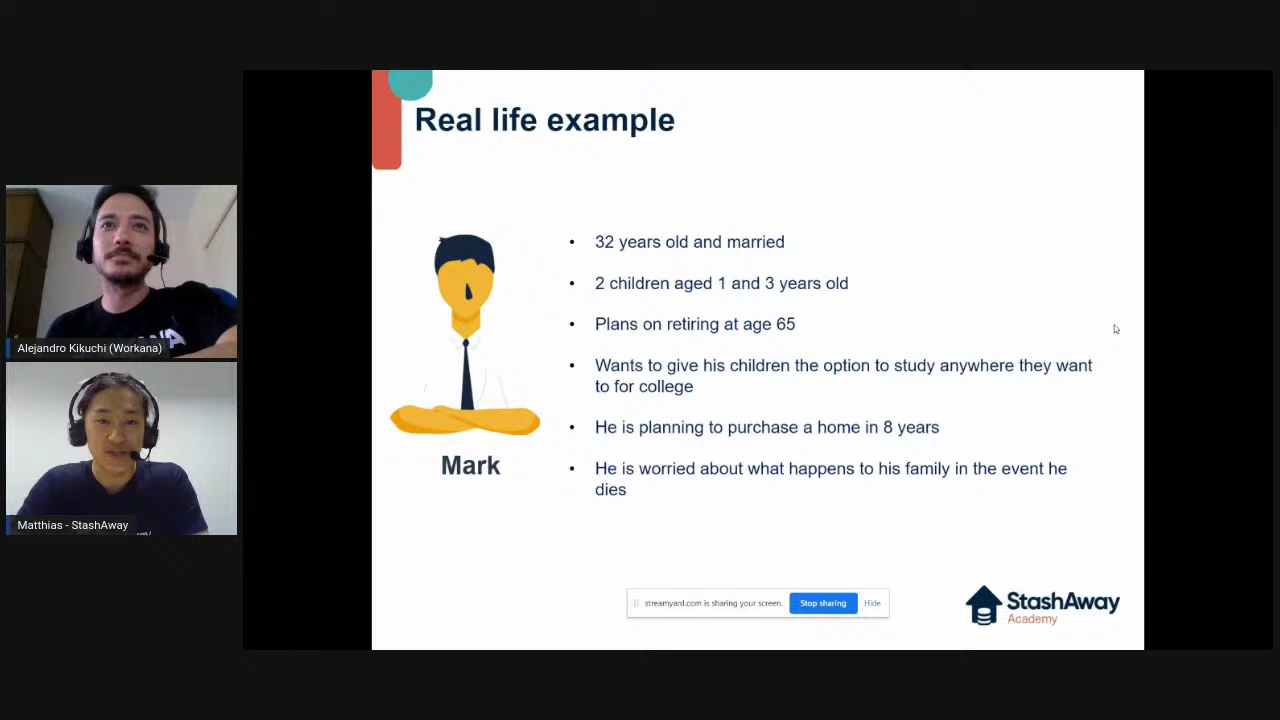 Real life example
32 years old and married
2 children aged 1 and 3 years old
Plans on retiring at age 65
Wants to give his children the option to study anywhere they want
to for college
He is planning to purchase a home in 8 years
He is worried about what happens to his family in the event he
dies
Mark
Alejandro Kikuchi (Workana)
Matthias - StashAway
streamyard.com is sharing your screen.
Stop sharing
Hide
StashAway
Academy